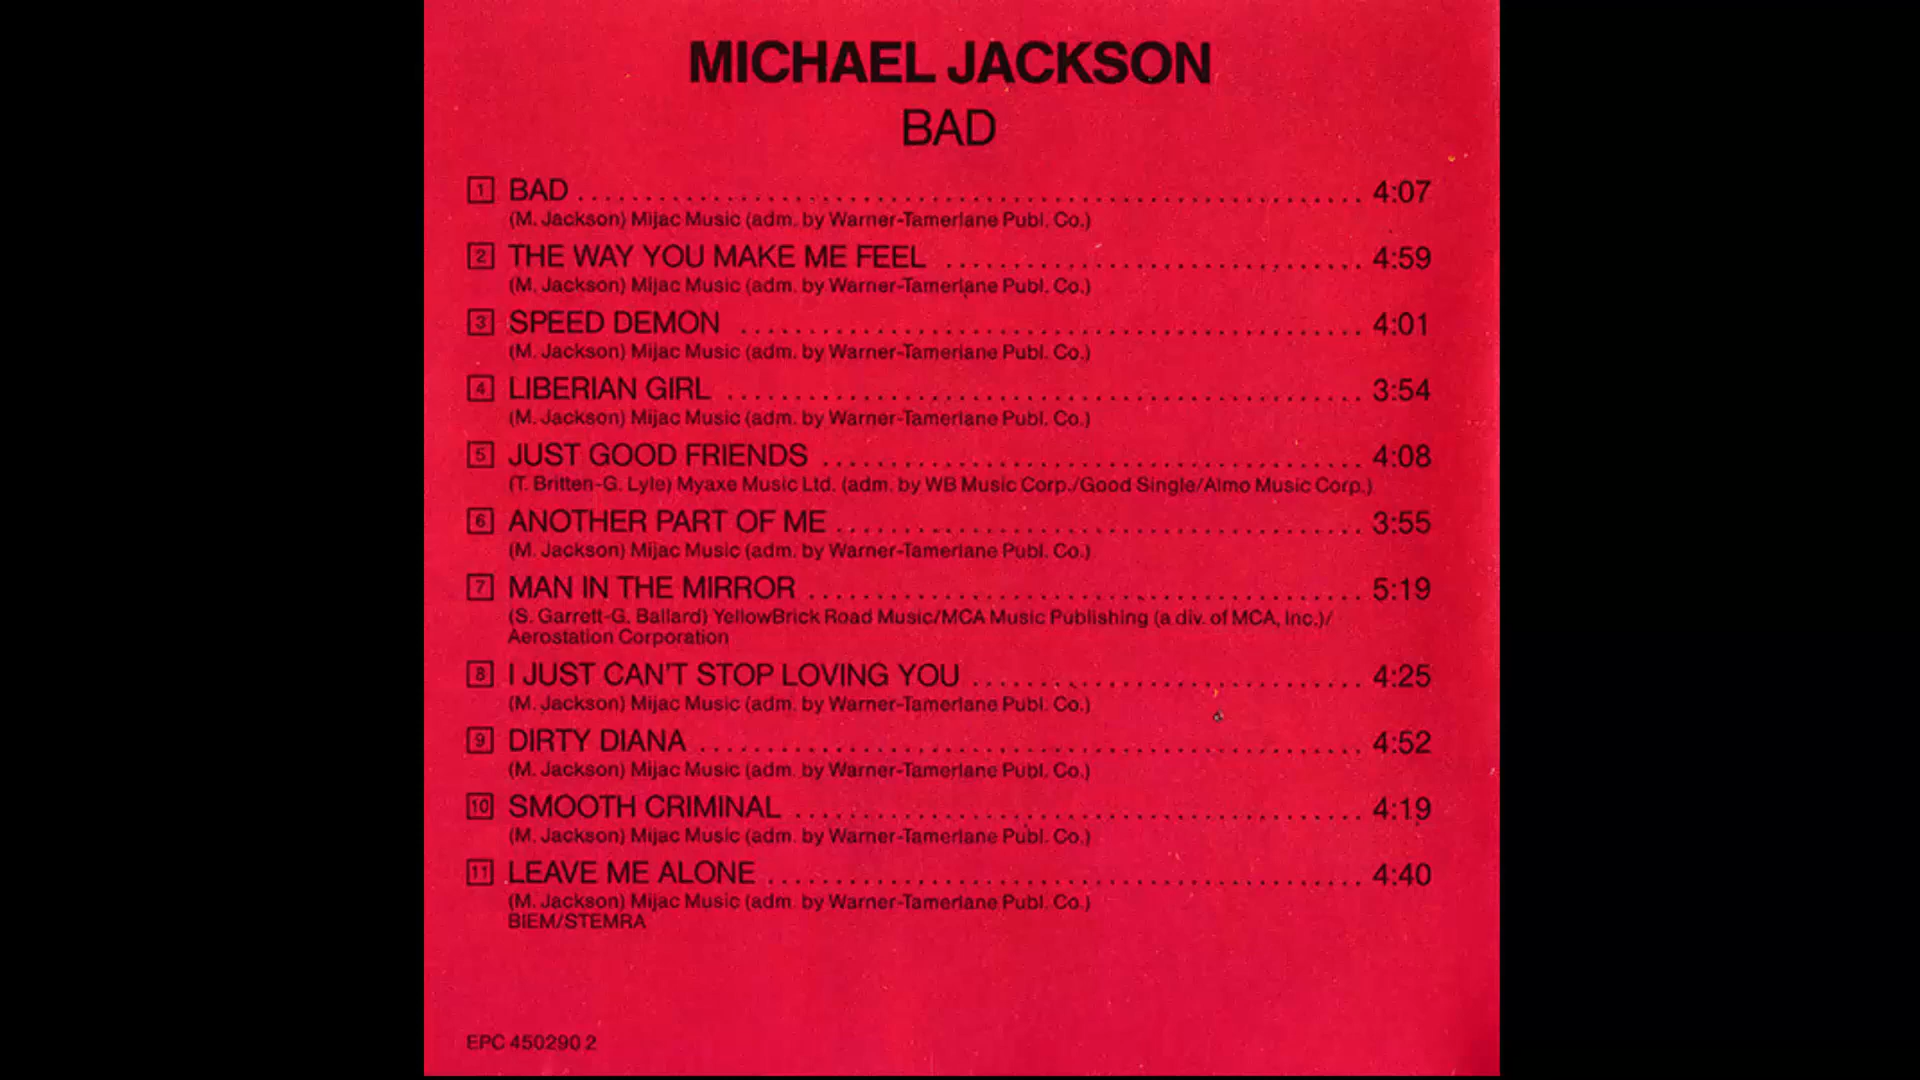 MICHAEL JACKSON
BAD
1 BAD 4:07
(M. Jackson) Mijac Music (adm. by Warner-Tamerlane Publ. Co.)
2 THE WAY YOU MAKE ME FEEL 4:59
(M. Jackson) Mijac Music (adm. by Warner-Tamerlane Publ. Co.)
3 SPEED DEMON 4:01
(M. Jackson) Mijac Music (adm. by Warner-Tamerlane Publ. Co.)
4 LIBERIAN GIRL 3:54
(M. Jackson) Mijac Music (adm. by Warner-Tamerlane Publ. Co.)
5 JUST GOOD FRIENDS 4:08
(T. Britten-G. Lyle) Myaxe Music Ltd. (adm. by WB Music Corp./Good Single/Almo Music Corp.)
6 ANOTHER PART OF ME 3:55
(M. Jackson) Mijac Music (adm. by Warner-Tamerlane Publ. Co.)
7 MAN IN THE MIRROR 5:19
(S. Garrett-G. Ballard) YellowBrick Road Music/MCA Music Publishing (a div. of MCA, Inc.)/
Aerostation Corporation
8 I JUST CAN'T STOP LOVING YOU 4:25
(M. Jackson) Mijac Music (adm. by Warner-Tamerlane Publ. Co.)
9 DIRTY DIANA 4:52
(M. Jackson) Mijac Music (adm. by Warner-Tamerlane Publ. Co.)
10 SMOOTH CRIMINAL 4:19
(M. Jackson) Mijac Music (adm. by Warner-Tamerlane Publ. Co.)
11 LEAVE ME ALONE 4:40
(M. Jackson) Mijac Music (adm. by Warner-Tamerlane Publ. Co.)
BIEM/STEMRA
EPC 450290 2